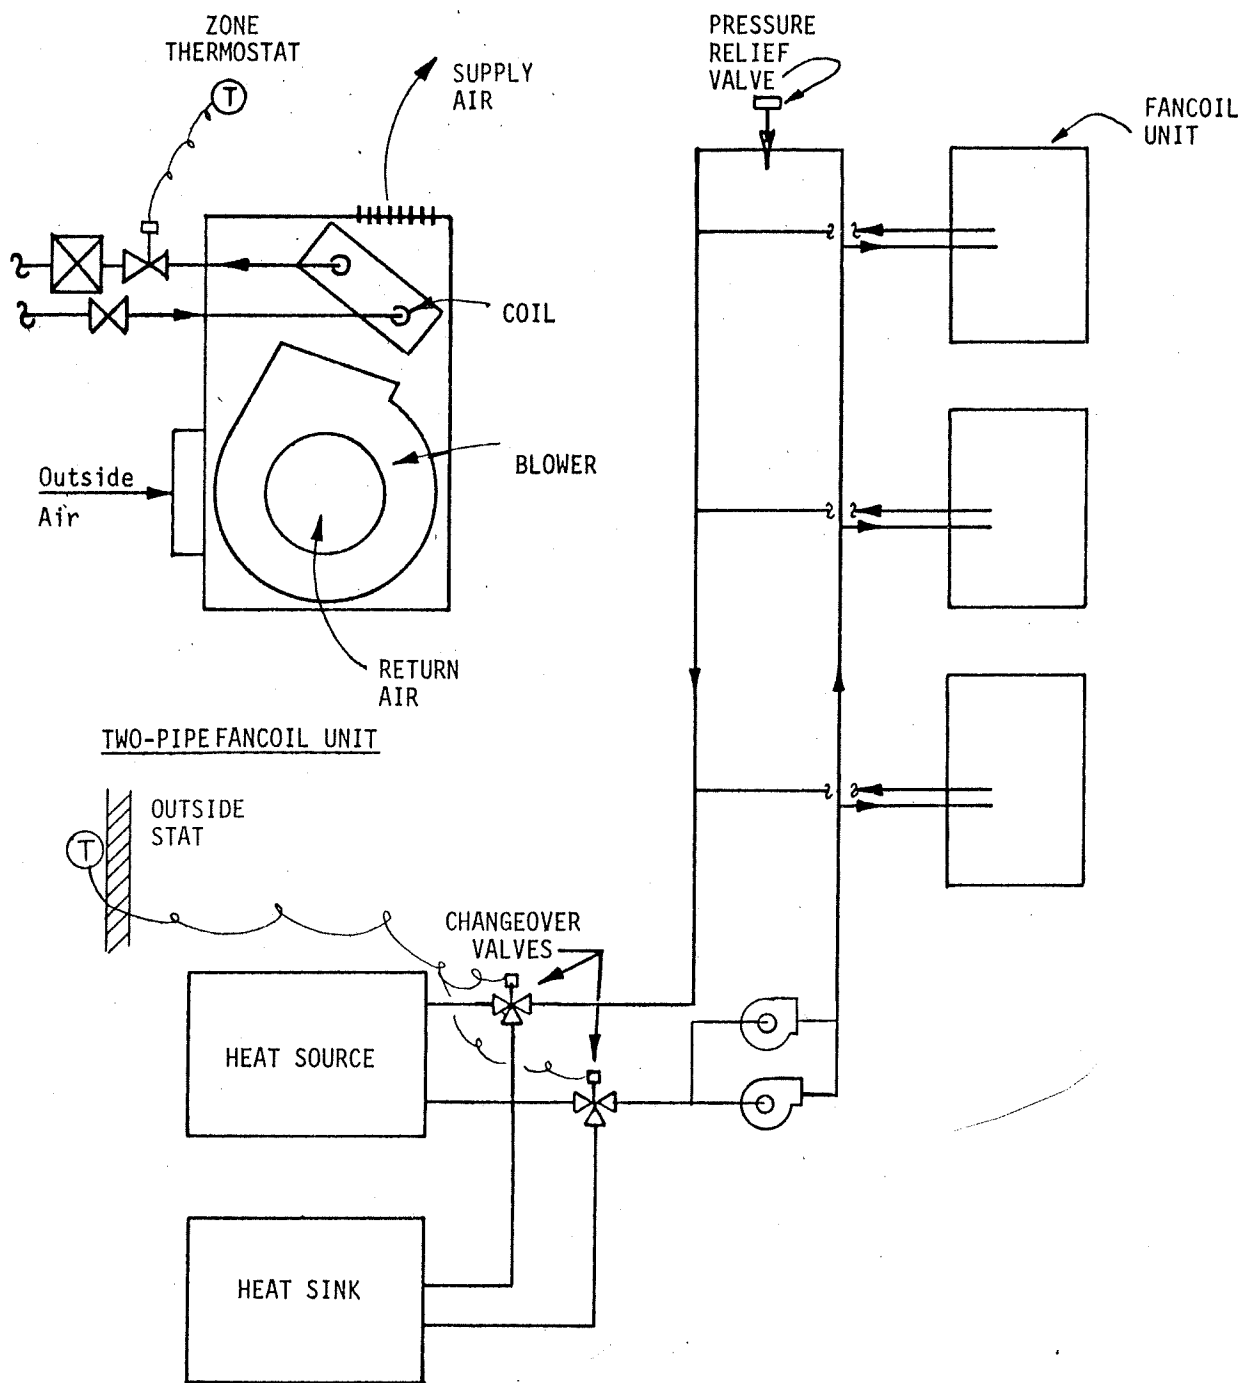 ZONE
THERMOSTAT
T
SUPPLY
AIR
PRESSURE
RELIEF
VALVE
FANCOIL
UNIT
COIL
BLOWER
Outside
Air
RETURN
AIR
TWO-PIPE FANCOIL UNIT
OUTSIDE
STAT
T
CHANGEOVER
VALVES
HEAT SOURCE
HEAT SINK